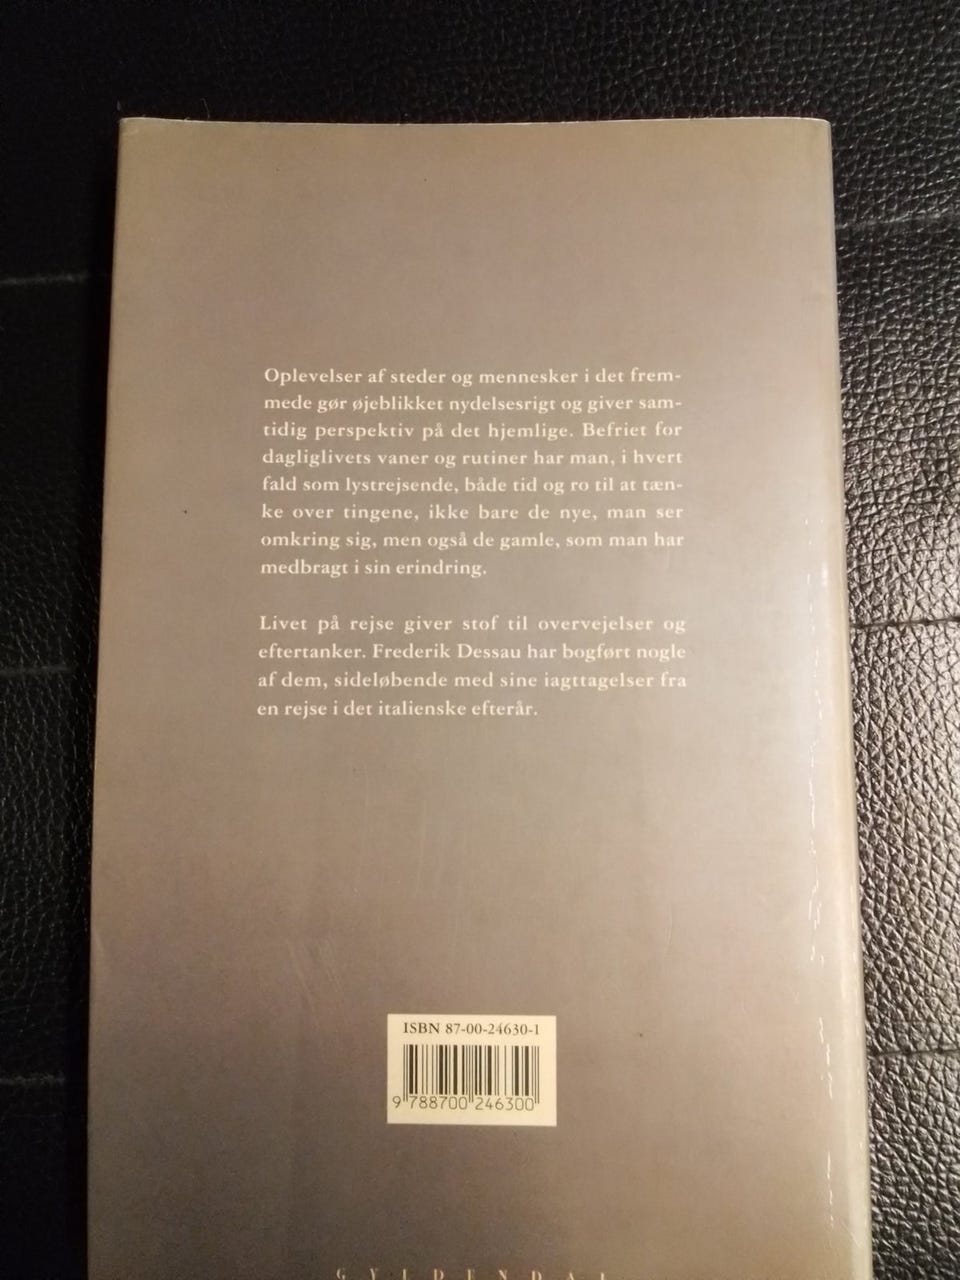 Oplevelser af steder og mennesker i det frem-
mede gør øjeblikket nydelsesrigt og giver sam-
tidig perspektiv på det hjemlige. Befriet for
dagliglivets vaner og rutiner har man, i hvert
fald som lystrejsende, både tid og ro til at tæn-
ke over tingene, ikke bare de nye, man ser
omkring sig, men også de gamle, som man har
medbragt i sin erindring.
Livet på rejse giver stof til overvejelser og
eftertanker. Frederik Dessau har bogført nogle
af dem, sideløbende med sine iagttagelser fra
en rejse i det italienske efterår.
ISBN 87-00-24630-1
9 788700 246300
GYLDENDAL